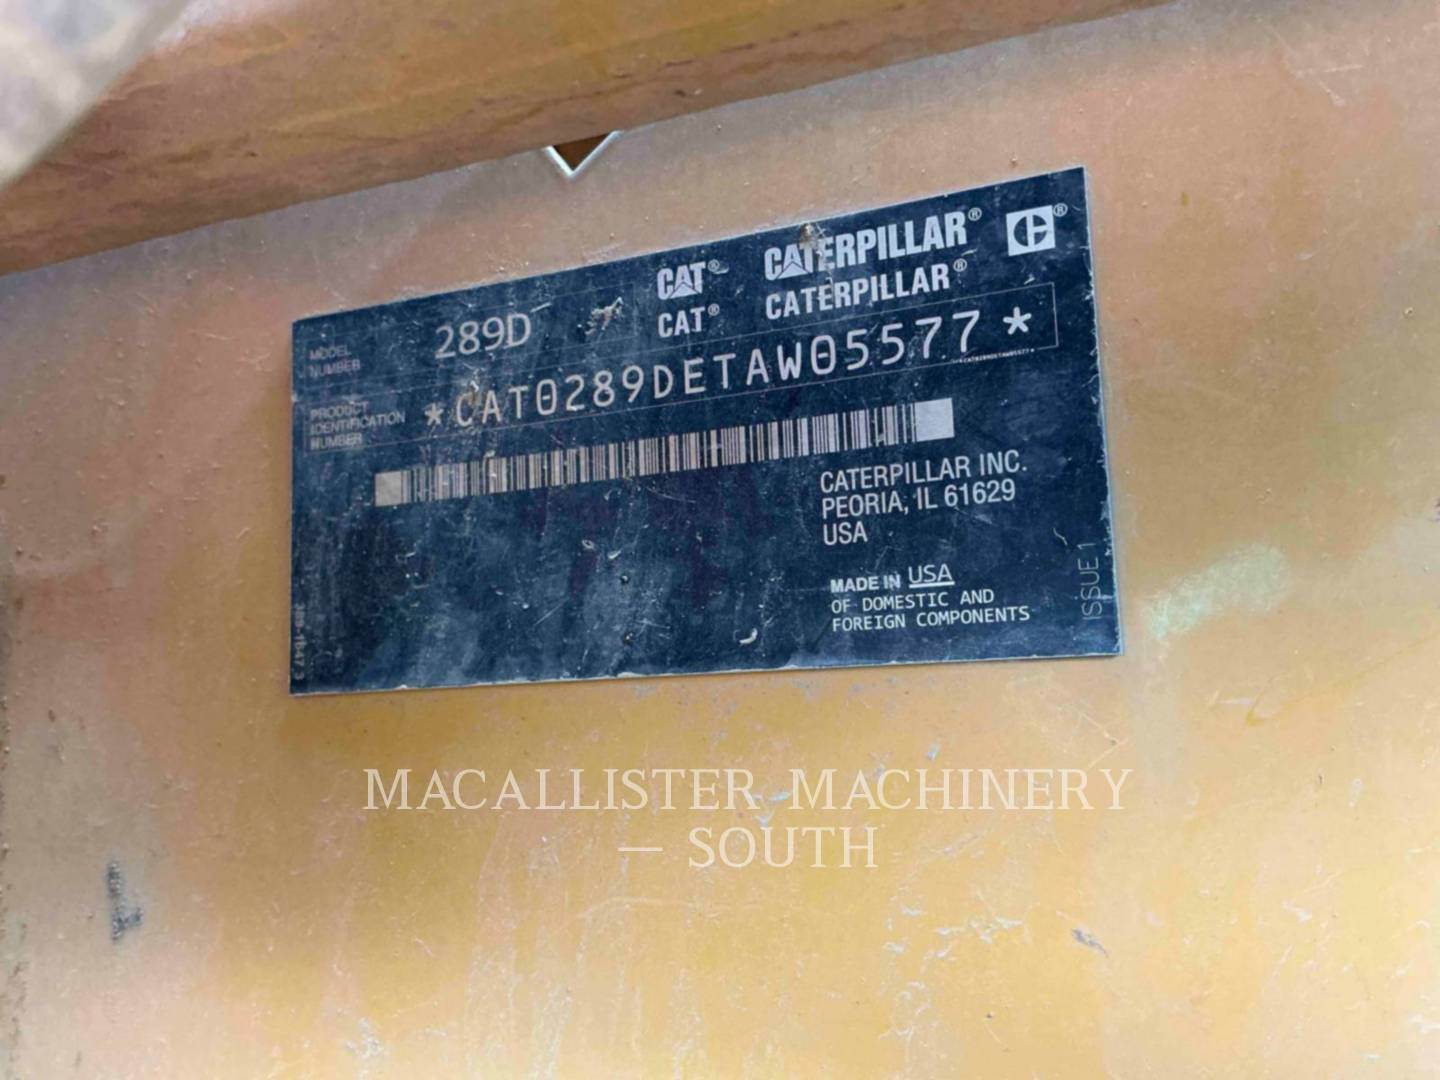 CAT® CATERPILLAR® C®
CAT® CATERPILLAR®
MODEL NUMBER 289D
PRODUCT IDENTIFICATION NUMBER *CAT0289DETAW05577*
CATERPILLAR INC.
PEORIA, IL 61629
USA
MADE IN USA
OF DOMESTIC AND
FOREIGN COMPONENTS
ISSUE 1
MACALLISTER MACHINERY
— SOUTH